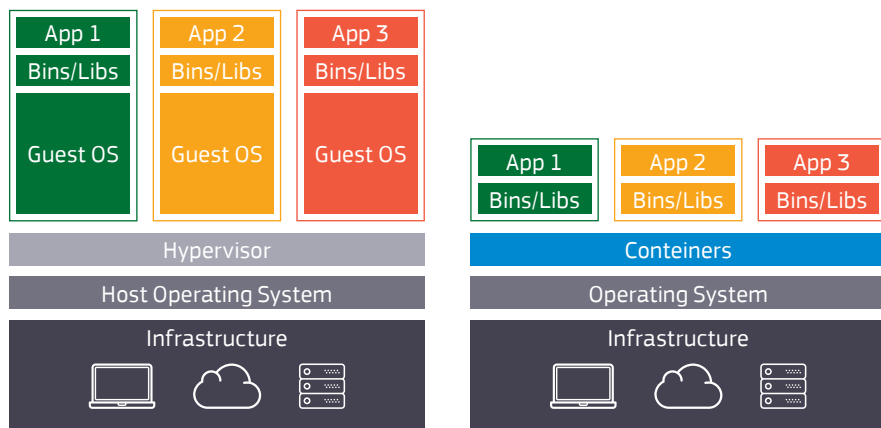 App 1
App 2
App 3
Bins/Libs
Bins/Libs
Bins/Libs
Guest OS
Guest OS
Guest OS
Hypervisor
Host Operating System
Infrastructure
App 1
App 2
App 3
Bins/Libs
Bins/Libs
Bins/Libs
Conteiners
Operating System
Infrastructure